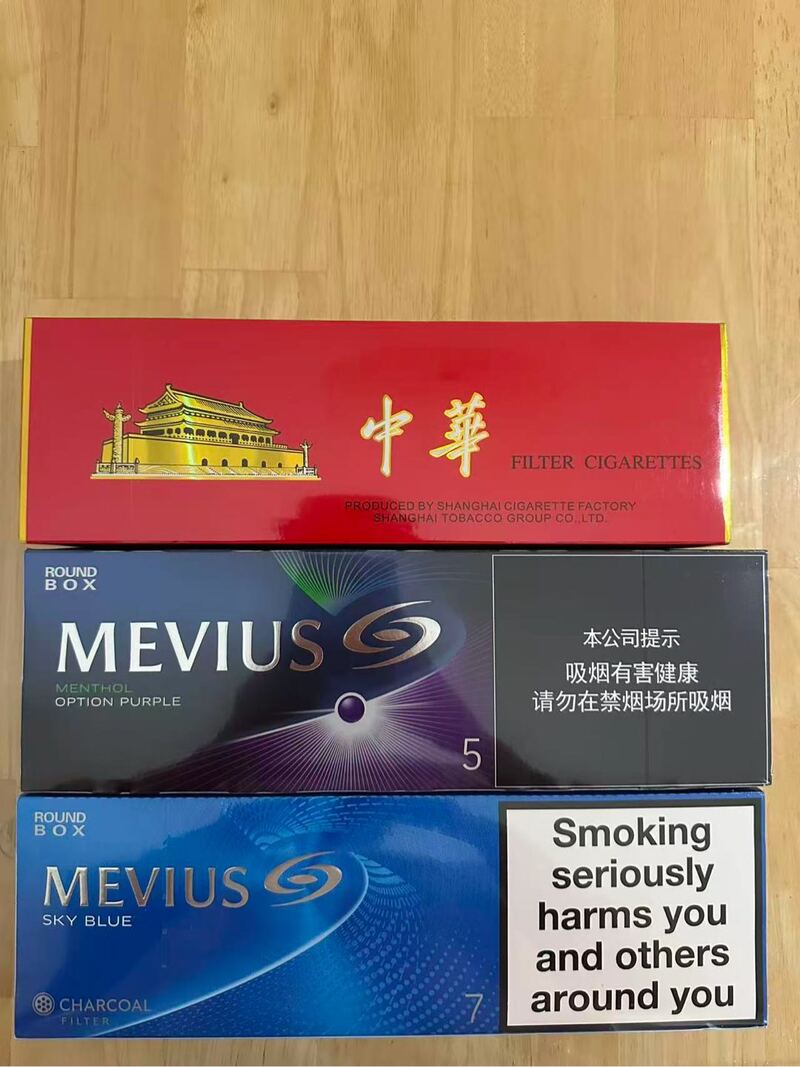 中華
FILTER CIGARETTES
PRODUCED BY SHANGHAI CIGARETTE FACTORY
SHANGHAI TOBACCO GROUP CO.,LTD.
ROUND
BOX
MEVIUS
MENTHOL
OPTION PURPLE
5
本公司提示
吸烟有害健康
请勿在禁烟场所吸烟
ROUND
BOX
MEVIUS
SKY BLUE
CHARCOAL
FILTER
7
Smoking
seriously
harms you
and others
around you